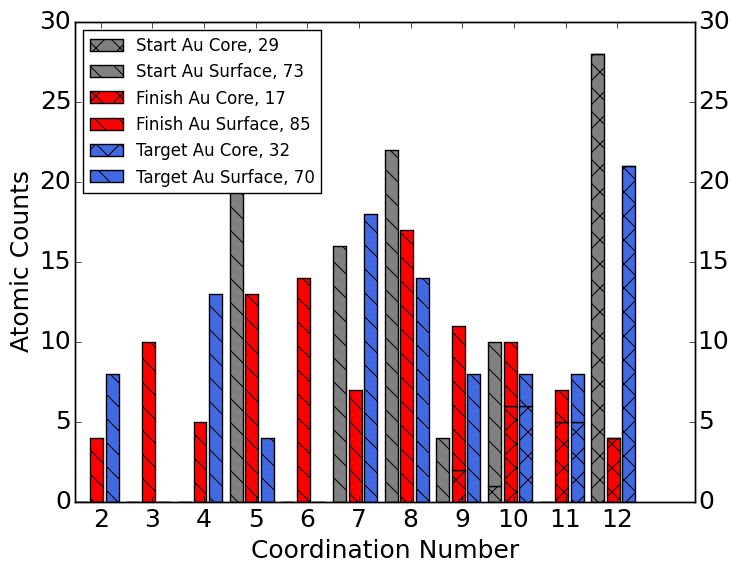 Start Au Core, 29
Start Au Surface, 73
Finish Au Core, 17
Finish Au Surface, 85
Target Au Core, 32
Target Au Surface, 70
30
25
20
15
10
5
0
Atomic Counts
30
25
20
15
10
5
0
2 3 4 5 6 7 8 9 10 11 12
Coordination Number